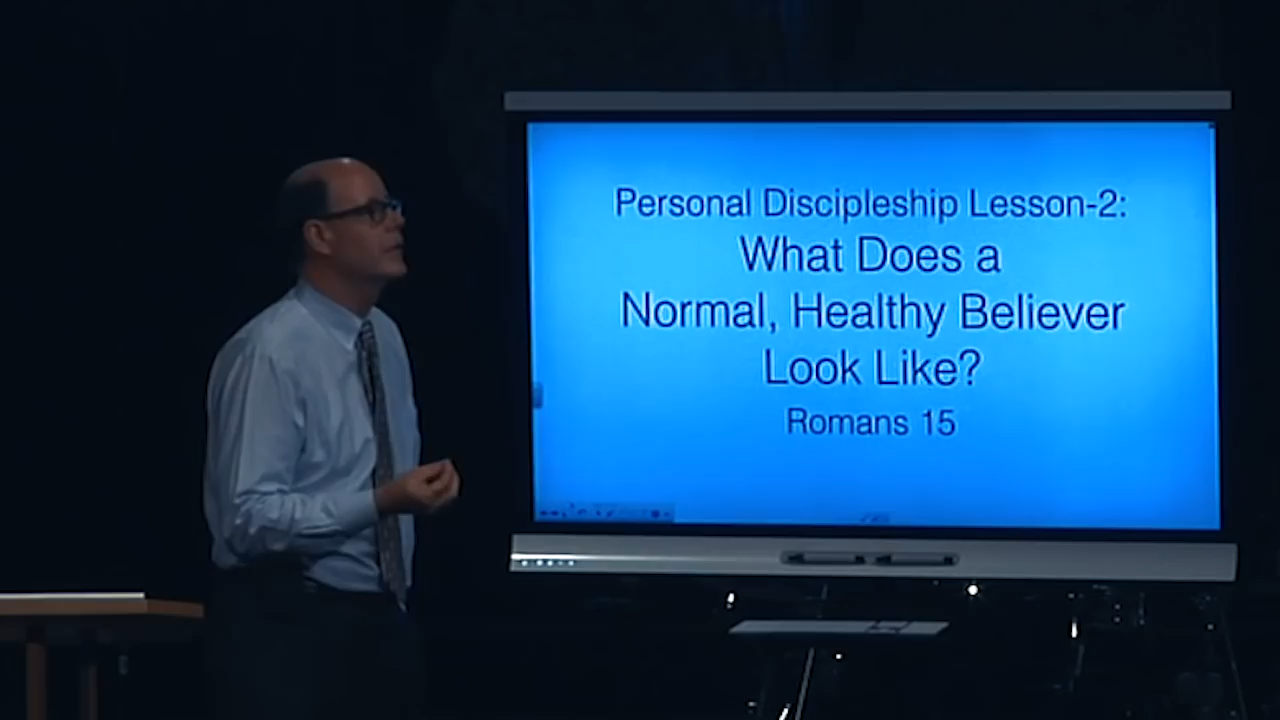 Personal Discipleship Lesson-2:
What Does a
Normal, Healthy Believer
Look Like?
Romans 15